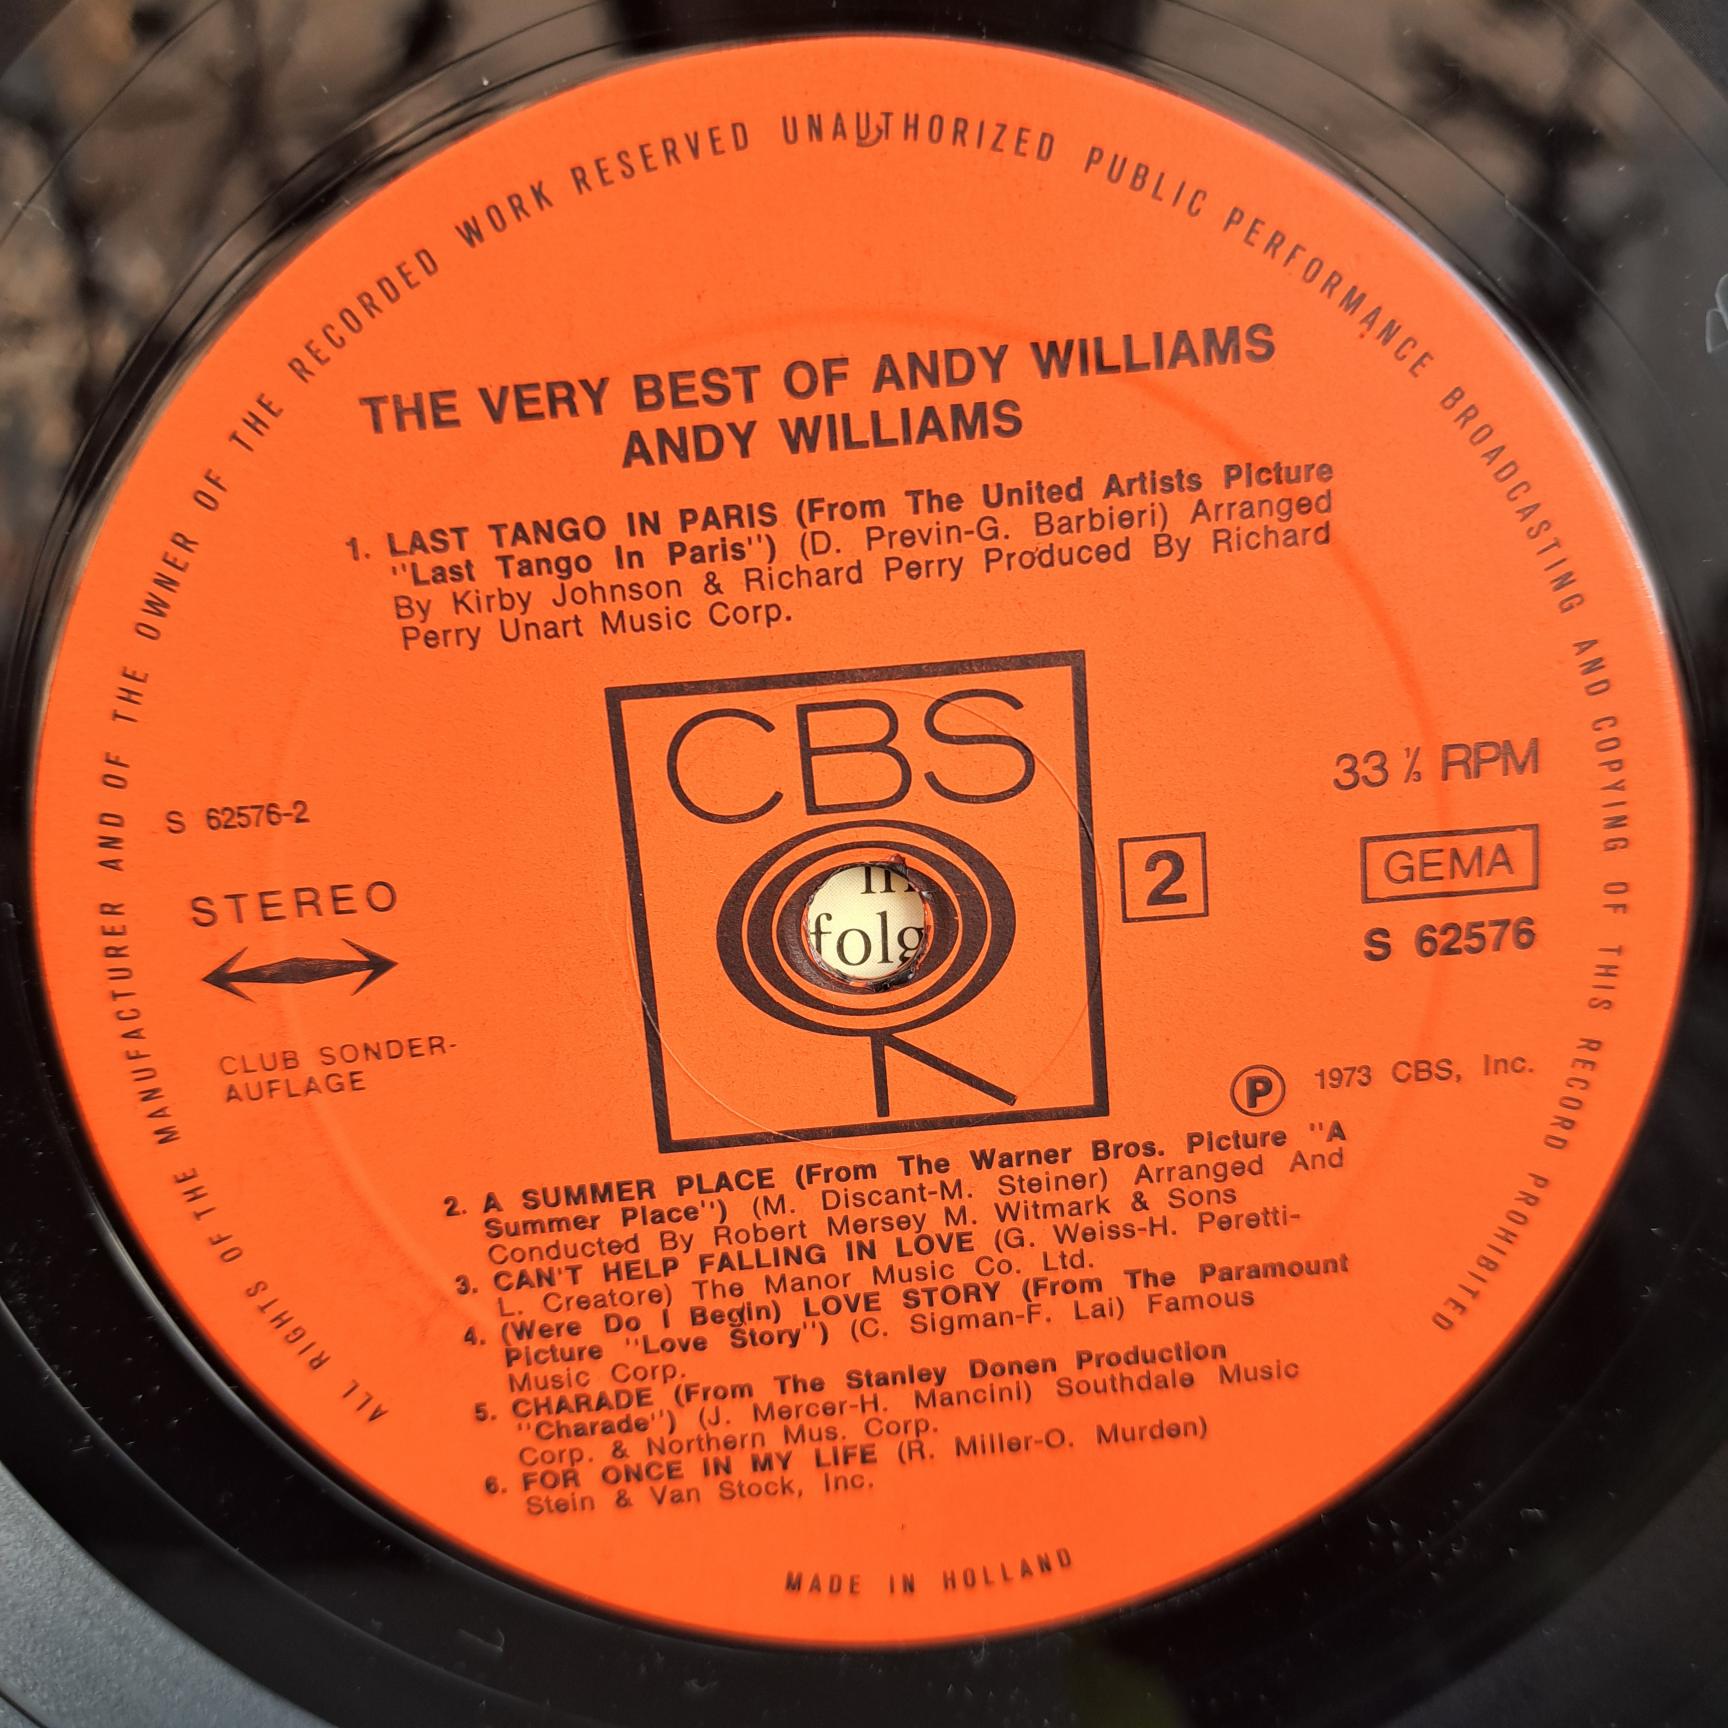 ALL RIGHTS OF THE MANUFACTURER AND OF THE OWNER OF THE RECORDED WORK RESERVED UNAUTHORIZED PUBLIC PERFORMANCE BROADCASTING AND COPYING OF THIS RECORD PROHIBITED
THE VERY BEST OF ANDY WILLIAMS
ANDY WILLIAMS
1. LAST TANGO IN PARIS (From The United Artists Picture
"Last Tango In Paris") (D. Previn-G. Barbieri) Arranged
By Kirby Johnson & Richard Perry Produced By Richard
Perry Unart Music Corp.
CBS
33 1/3 RPM
S 62576-2
2
GEMA
STEREO
S 62576
in
folg
CLUB SONDER-
AUFLAGE
P 1973 CBS, Inc.
2. A SUMMER PLACE (From The Warner Bros. Picture "A
Summer Place") (M. Discant-M. Steiner) Arranged And
Conducted By Robert Mersey M. Witmark & Sons
3. CAN'T HELP FALLING IN LOVE (G. Weiss-H. Peretti-
L. Creatore) The Manor Music Co. Ltd.
4. (Were Do I Begin) LOVE STORY (From The Paramount
Picture "Love Story") (C. Sigman-F. Lai) Famous
Music Corp.
5. CHARADE (From The Stanley Donen Production
"Charade") (J. Mercer-H. Mancini) Southdale Music
Corp. & Northern Mus. Corp.
6. FOR ONCE IN MY LIFE (R. Miller-O. Murden)
Stein & Van Stock, Inc.
MADE IN HOLLAND